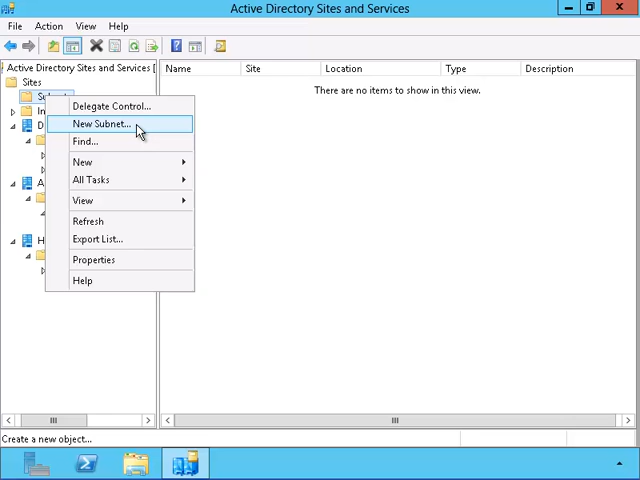 Active Directory Sites and Services
File Action View Help
Active Directory Sites and Services [
Name Site Location Type Description
Sites
There are no items to show in this view.
Delegate Control...
New Subnet...
Find...
New
All Tasks
View
Refresh
Export List...
Properties
Help
Create a new object...